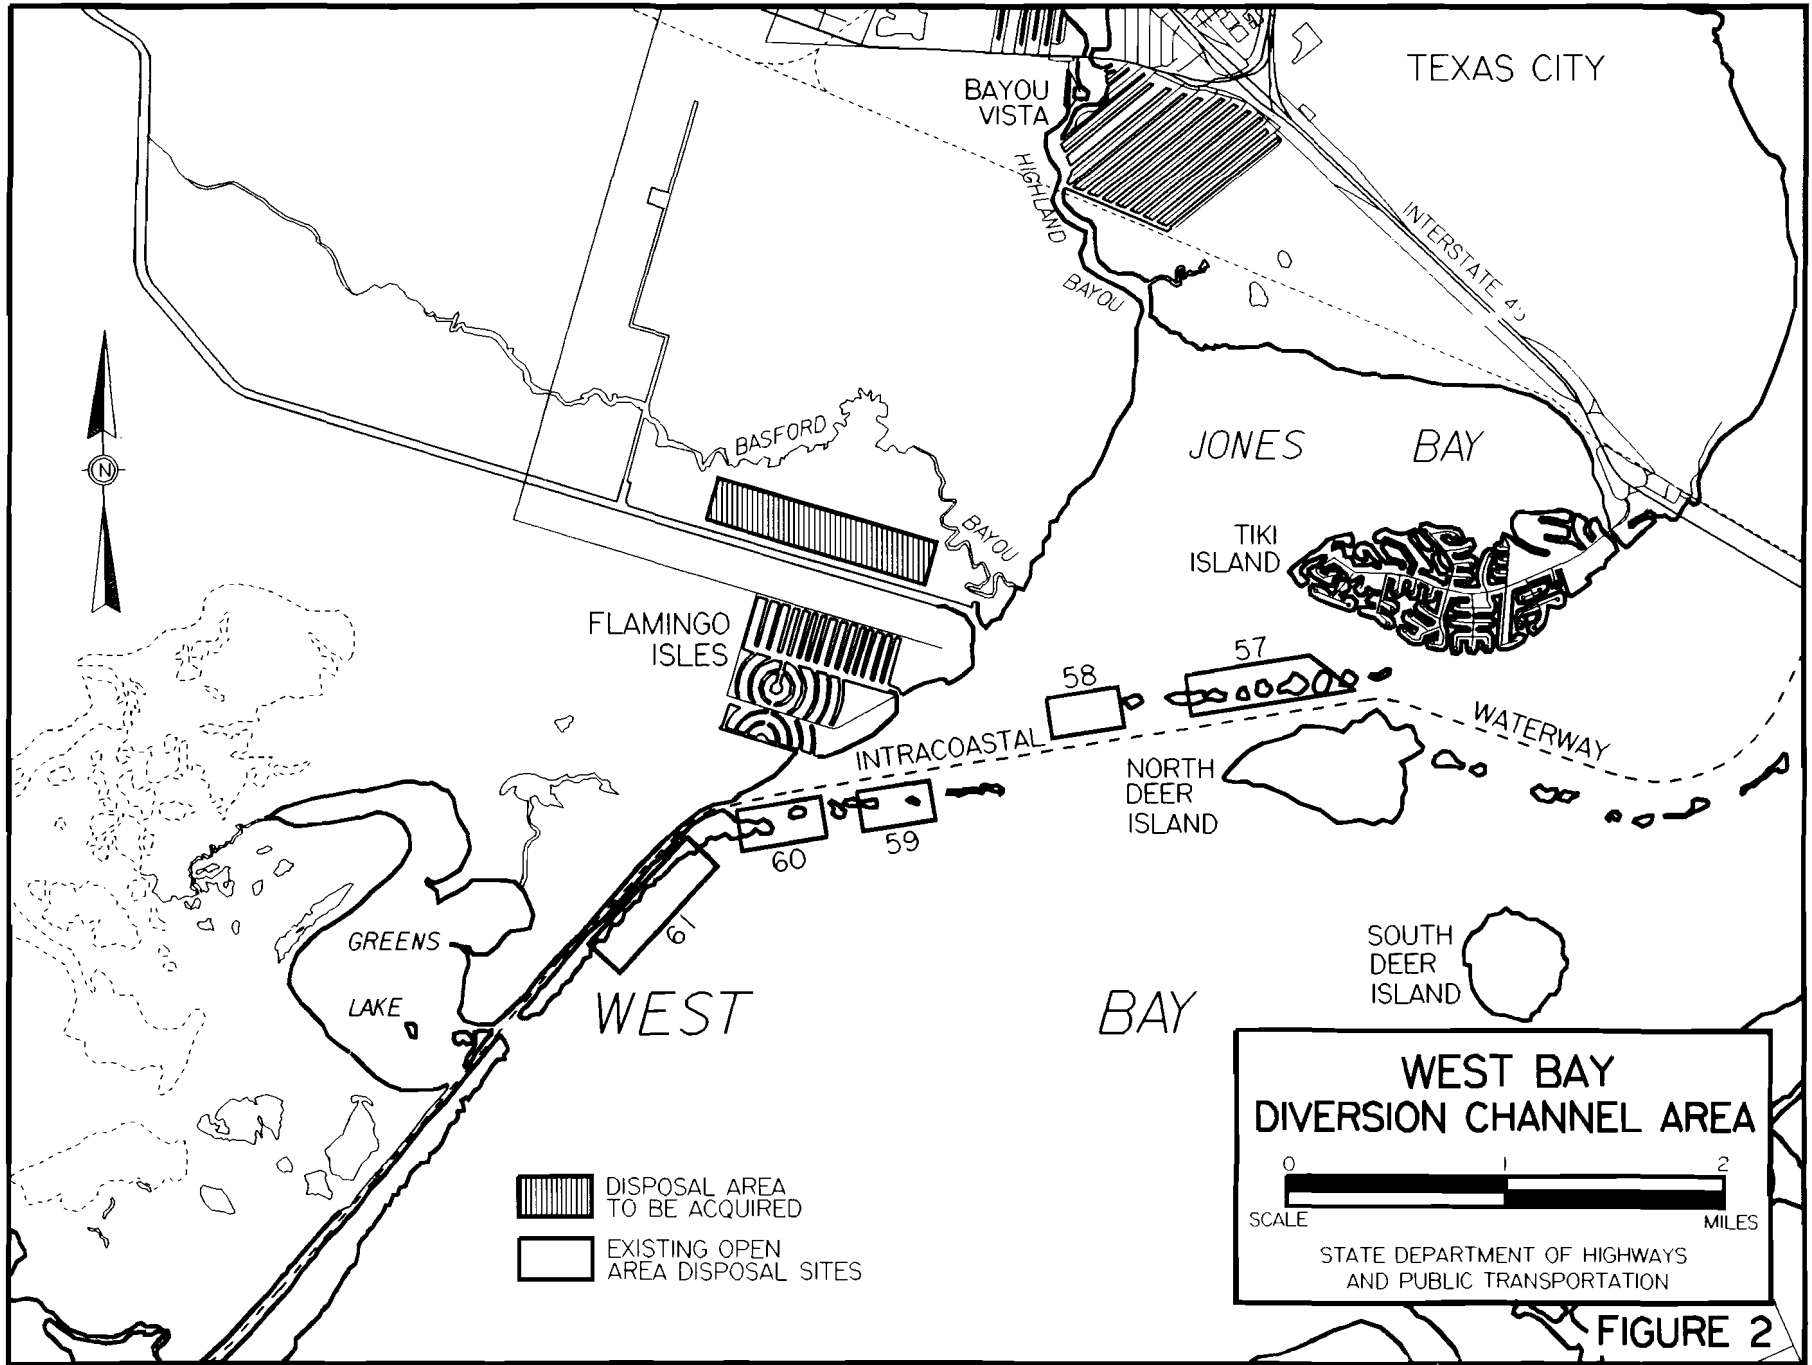 TEXAS CITY
BAYOU
VISTA
HIGHLAND
BAYOU
INTERSTATE
BASFORD
BAYOU
JONES BAY
TIKI
ISLAND
N
FLAMINGO
ISLES
57
58
INTRACOASTAL
WATERWAY
NORTH
DEER
ISLAND
60
59
61
GREENS
LAKE
SOUTH
DEER
ISLAND
WEST BAY
DISPOSAL AREA
TO BE ACQUIRED
EXISTING OPEN
AREA DISPOSAL SITES
WEST BAY
DIVERSION CHANNEL AREA
0 1 2
SCALE MILES
STATE DEPARTMENT OF HIGHWAYS
AND PUBLIC TRANSPORTATION
FIGURE 2